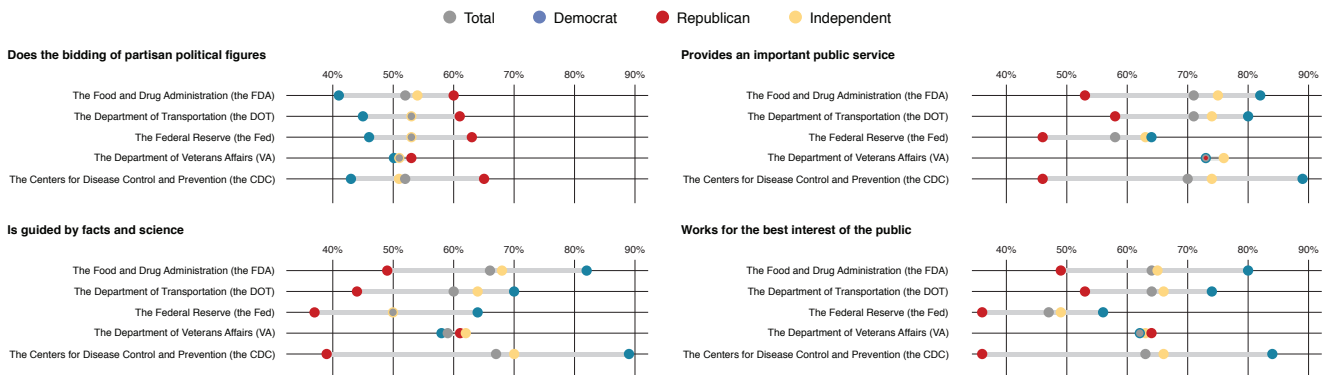 Total Democrat Republican Independent
Does the bidding of partisan political figures
40% 50% 60% 70% 80% 90%
The Food and Drug Administration (the FDA)
The Department of Transportation (the DOT)
The Federal Reserve (the Fed)
The Department of Veterans Affairs (VA)
The Centers for Disease Control and Prevention (the CDC)
Provides an important public service
40% 50% 60% 70% 80% 90%
The Food and Drug Administration (the FDA)
The Department of Transportation (the DOT)
The Federal Reserve (the Fed)
The Department of Veterans Affairs (VA)
The Centers for Disease Control and Prevention (the CDC)
Is guided by facts and science
40% 50% 60% 70% 80% 90%
The Food and Drug Administration (the FDA)
The Department of Transportation (the DOT)
The Federal Reserve (the Fed)
The Department of Veterans Affairs (VA)
The Centers for Disease Control and Prevention (the CDC)
Works for the best interest of the public
40% 50% 60% 70% 80% 90%
The Food and Drug Administration (the FDA)
The Department of Transportation (the DOT)
The Federal Reserve (the Fed)
The Department of Veterans Affairs (VA)
The Centers for Disease Control and Prevention (the CDC)